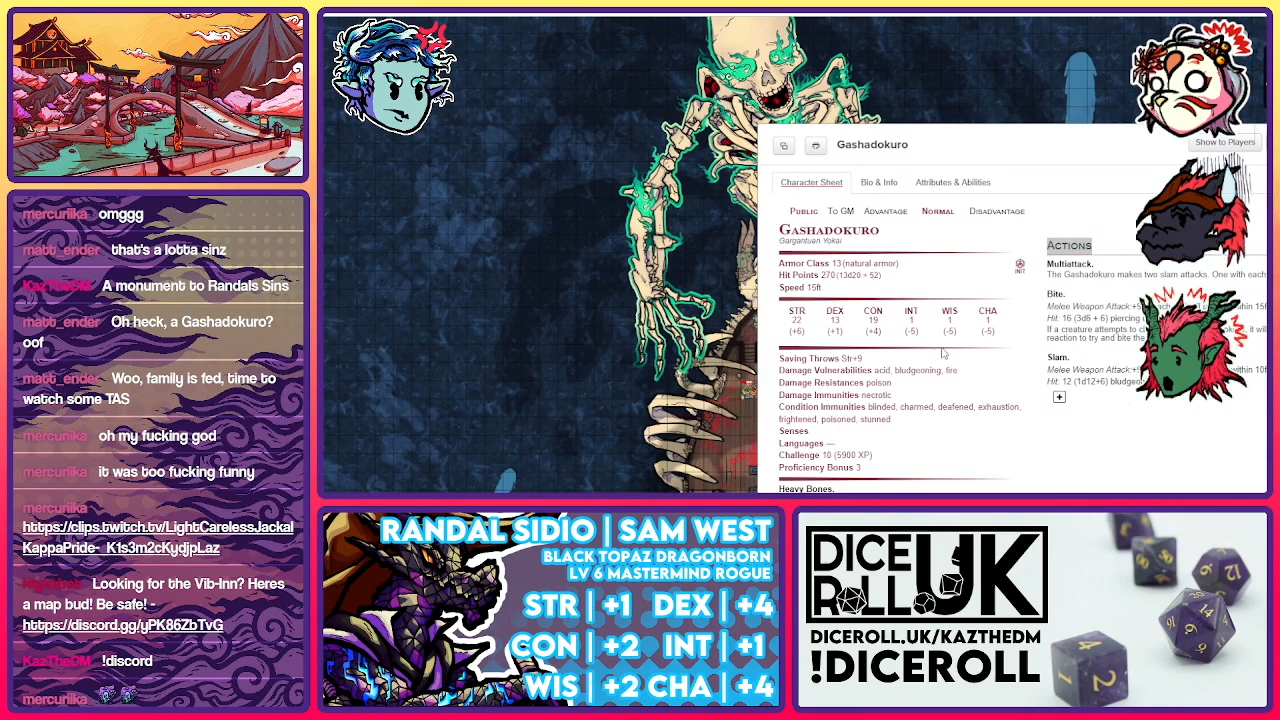 mercuriika omggg
matt_ender that's a lotta sinz
KazTheDM A monument to Randals Sins
matt_ender Oh heck, a Gashadokuro?
oof
matt_ender Woo, family is fed, time to
watch some TAS
mercuriika oh my fucking god
mercuriika it was too fucking funny
mercuriika
https://clips.twitch.tv/LightCarelessJackal
KappaPride-_K1s3m2cKydjpLaz
Looking for the Vib-Inn? Heres
a map bud! Be safe! -
https://discord.gg/yPK86ZbTvG
KazTheDM !discord
mercuriika
Gashadokuro
Show to Players
Character Sheet Bio & Info Attributes & Abilities
PUBLIC TO GM ADVANTAGE NORMAL DISADVANTAGE
GASHADOKURO
Gargantuan Yokai
Armor Class 13 (natural armor)
Hit Points 270 (13d20 + 52)
INIT
Speed 15ft
STR DEX CON INT WIS CHA
22 13 19 1 1 1
(+6) (+1) (+4) (-5) (-5) (-5)
Saving Throws Str+9
Damage Vulnerabilities acid, bludgeoning, fire
Damage Resistances poison
Damage Immunities necrotic
Condition Immunities blinded, charmed, deafened, exhaustion,
frightened, poisoned, stunned
Senses
Languages —
Challenge 10 (5900 XP)
Proficiency Bonus 3
Heavy Bones.
ACTIONS
Multiattack.
The Gashadokuro makes two slam attacks. One with each
Bite.
Melee Weapon Attack:+9 within 15f
Hit: 16 (3d6 + 6) piercing
If a creature attempts to it will
reaction to try and bite the
Slam.
Melee Weapon Attack:+ within 10f
Hit: 12 (1d12+6) bludgeo
RANDAL SIDIO | SAM WEST
BLACK TOPAZ DRAGONBORN
LV 6 MASTERMIND ROGUE
STR | +1 DEX | +4
CON | +2 INT | +1
WIS | +2 CHA | +4
DICE ROLL UK
DICEROLL.UK/KAZTHEDM
!DICEROLL